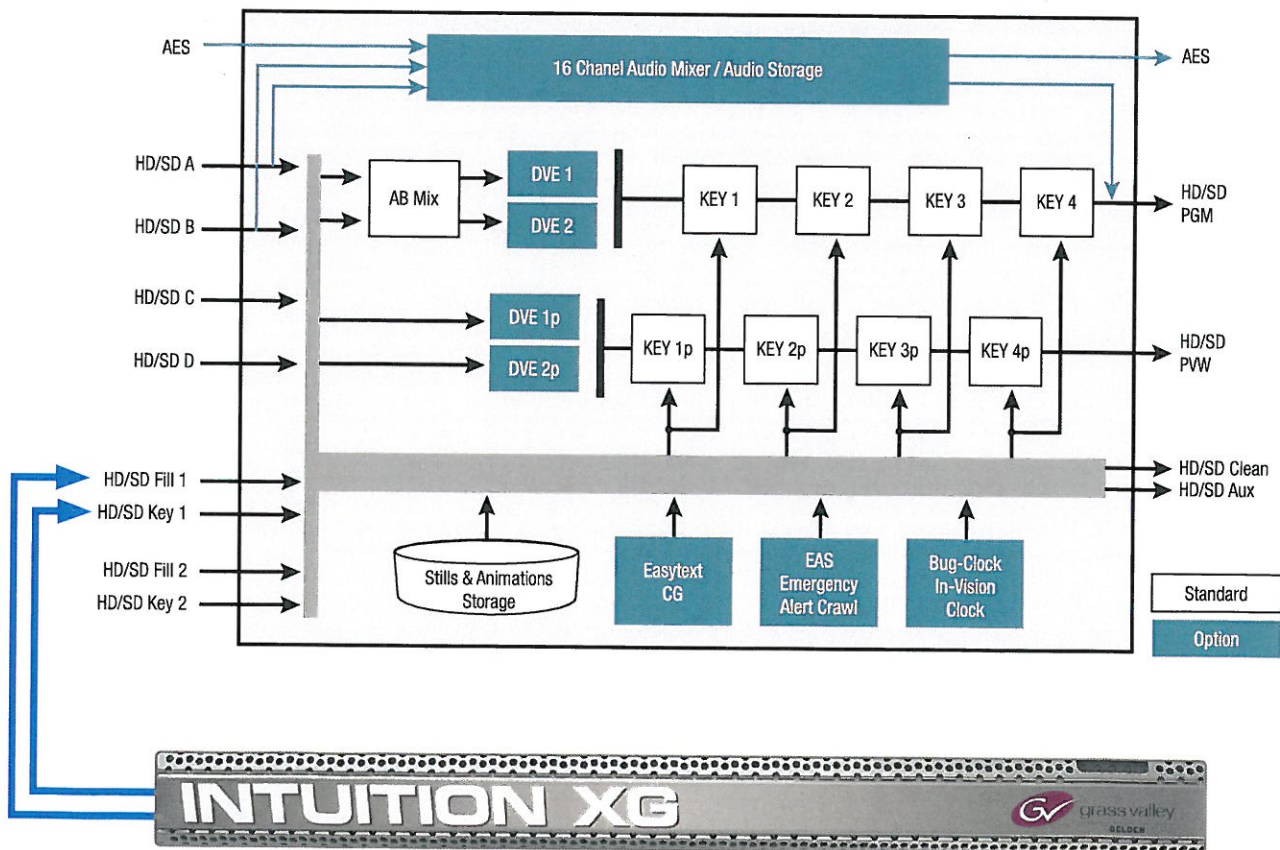 AES
16 Chanel Audio Mixer / Audio Storage
AES
HD/SD A
HD/SD B
HD/SD C
HD/SD D
AB Mix
DVE 1
DVE 2
KEY 1
KEY 2
KEY 3
KEY 4
HD/SD
PGM
DVE 1p
DVE 2p
KEY 1p
KEY 2p
KEY 3p
KEY 4p
HD/SD
PVW
HD/SD Fill 1
HD/SD Key 1
HD/SD Fill 2
HD/SD Key 2
HD/SD Clean
HD/SD Aux
Stills & Animations
Storage
Easytext
CG
EAS
Emergency
Alert Crawl
Bug-Clock
In-Vision
Clock
Standard
Option
INTUITION XG
GV
grass valley
BELDEN